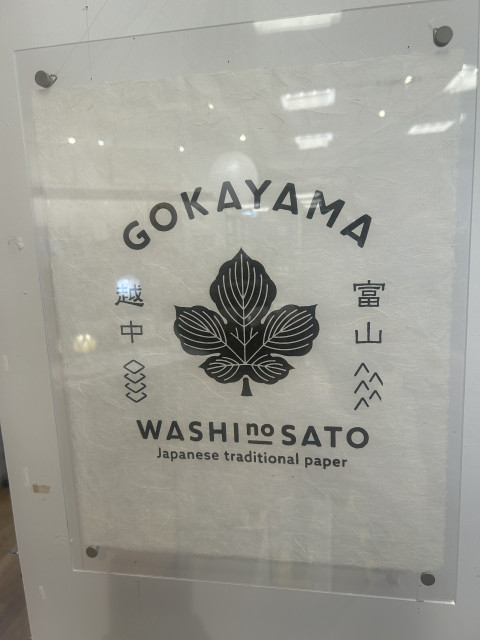 GOKAYAMA
越中
富山
WASHI no SATO
Japanese traditional paper